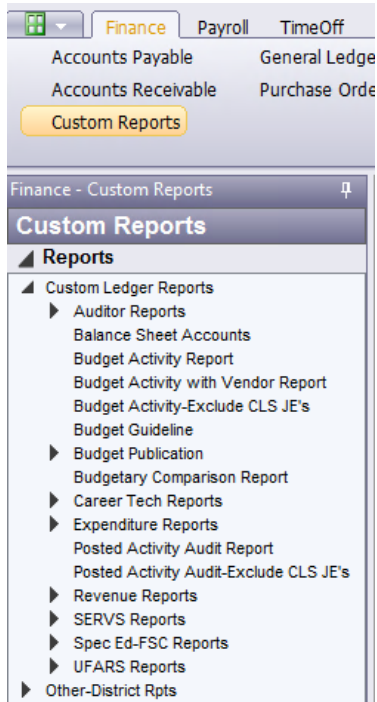 Finance Payroll TimeOff
Accounts Payable General Ledge
Accounts Receivable Purchase Orde
Custom Reports
Finance - Custom Reports
Custom Reports
Reports
Custom Ledger Reports
Auditor Reports
Balance Sheet Accounts
Budget Activity Report
Budget Activity with Vendor Report
Budget Activity-Exclude CLS JE's
Budget Guideline
Budget Publication
Budgetary Comparison Report
Career Tech Reports
Expenditure Reports
Posted Activity Audit Report
Posted Activity Audit-Exclude CLS JE's
Revenue Reports
SERVS Reports
Spec Ed-FSC Reports
UFARS Reports
Other-District Rpts